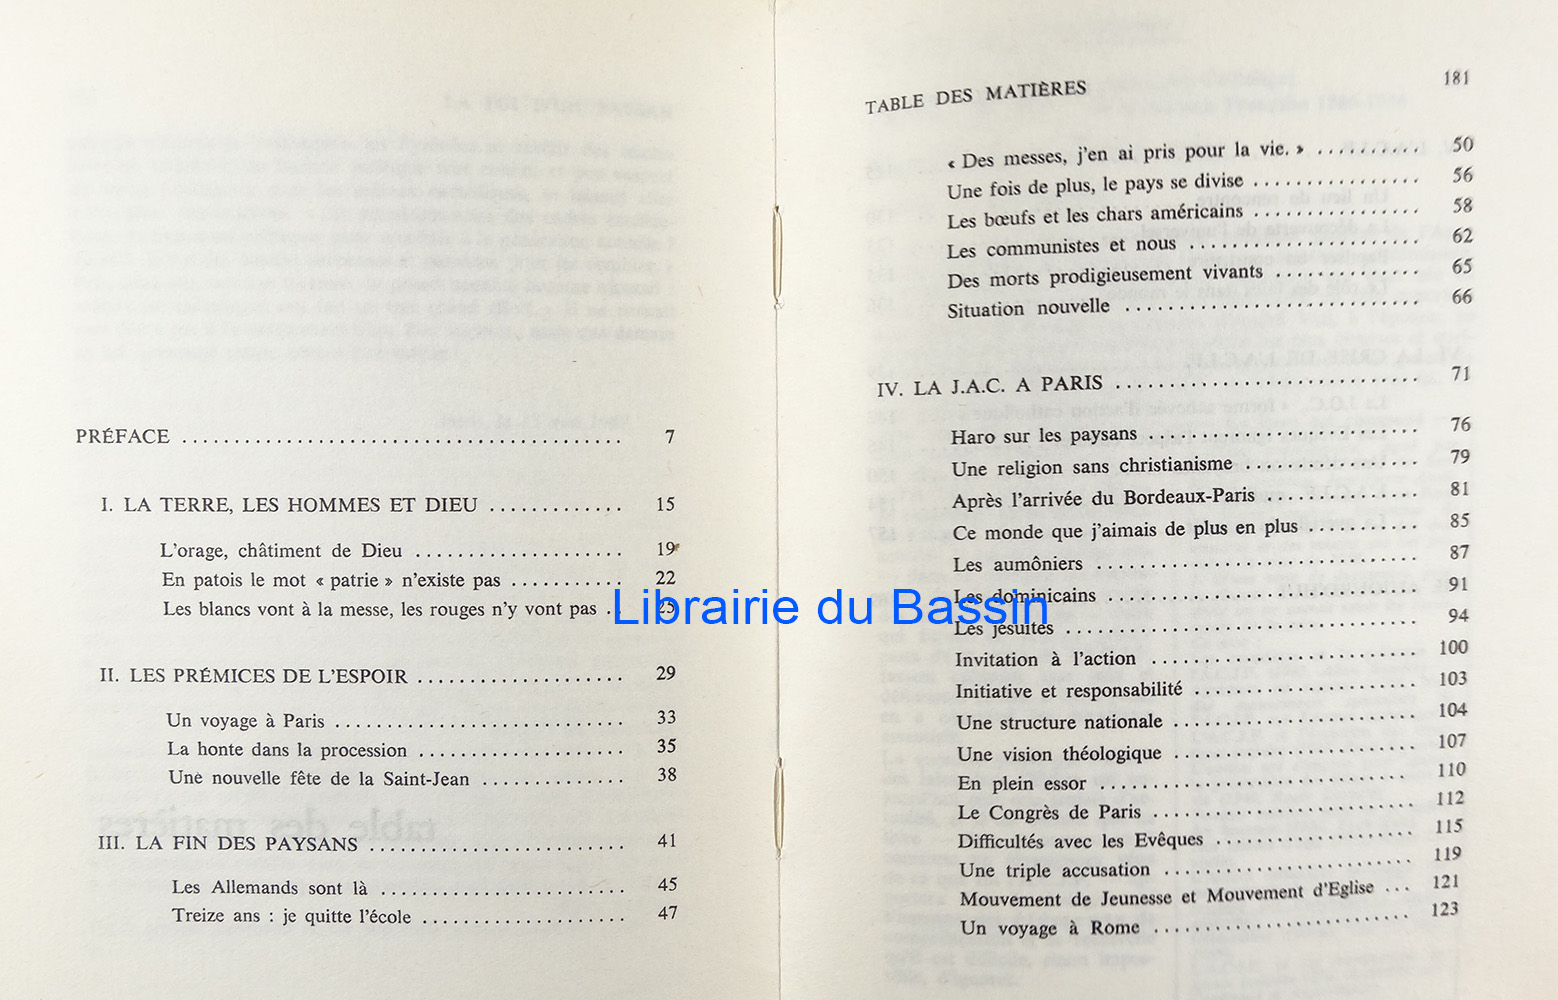 PRÉFACE .......................................... 7
I. LA TERRE, LES HOMMES ET DIEU ............. 15
L'orage, châtiment de Dieu .................... 19
En patois le mot « patrie » n'existe pas ........... 22
Les blancs vont à la messe, les rouges n'y vont pas .. 25
II. LES PRÉMICES DE L'ESPOIR .................... 29
Un voyage à Paris ............................ 33
La honte dans la procession .................... 35
Une nouvelle fête de la Saint-Jean .............. 38
III. LA FIN DES PAYSANS ......................... 41
Les Allemands sont là ........................ 45
Treize ans : je quitte l'école .................... 47
TABLE DES MATIÈRES 181
« Des messes, j'en ai pris pour la vie. » .......... 50
Une fois de plus, le pays se divise ................ 56
Les bœufs et les chars américains ................ 58
Les communistes et nous ...................... 62
Des morts prodigieusement vivants .............. 65
Situation nouvelle ............................ 66
IV. LA J.A.C. A PARIS ............................. 71
Haro sur les paysans .......................... 76
Une religion sans christianisme ................. 79
Après l'arrivée du Bordeaux-Paris ............... 81
Ce monde que j'aimais de plus en plus ........... 85
Les aumôniers ............................... 87
Les dominicains .............................. 91
Les jésuites .................................. 94
Invitation à l'action .......................... 100
Initiative et responsabilité ...................... 103
Une structure nationale ........................ 104
Une vision théologique ........................ 107
En plein essor ............................... 110
Le Congrès de Paris .......................... 112
Difficultés avec les Evêques .................... 115
Une triple accusation ......................... 119
Mouvement de Jeunesse et Mouvement d'Eglise ... 121
Un voyage à Rome .......................... 123
Librairie du Bassin